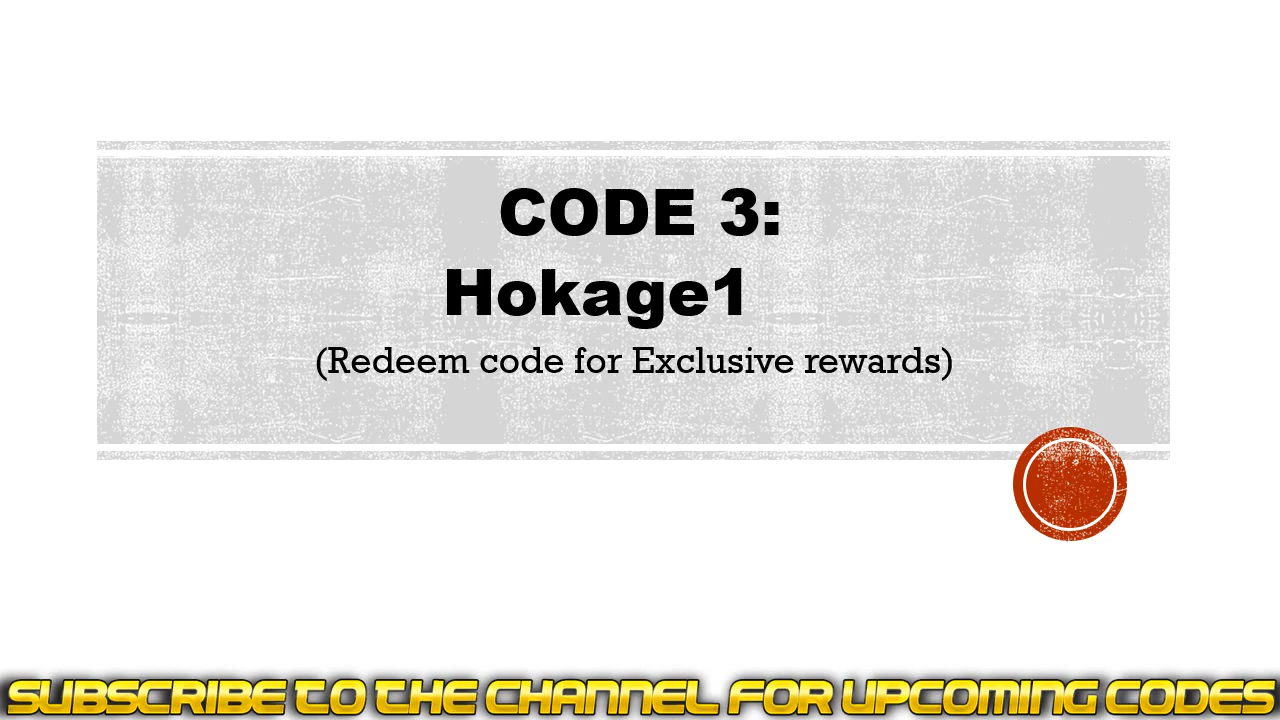 CODE 3:
Hokage1
(Redeem code for Exclusive rewards)
SUBSCRIBE TO THE CHANNEL FOR UPCOMING CODES